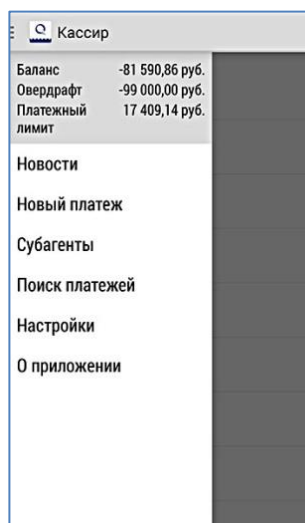 Кассир
Баланс -81 590,86 руб.
Овердрафт -99 000,00 руб.
Платежный 17 409,14 руб.
лимит
Новости
Новый платеж
Субагенты
Поиск платежей
Настройки
О приложении